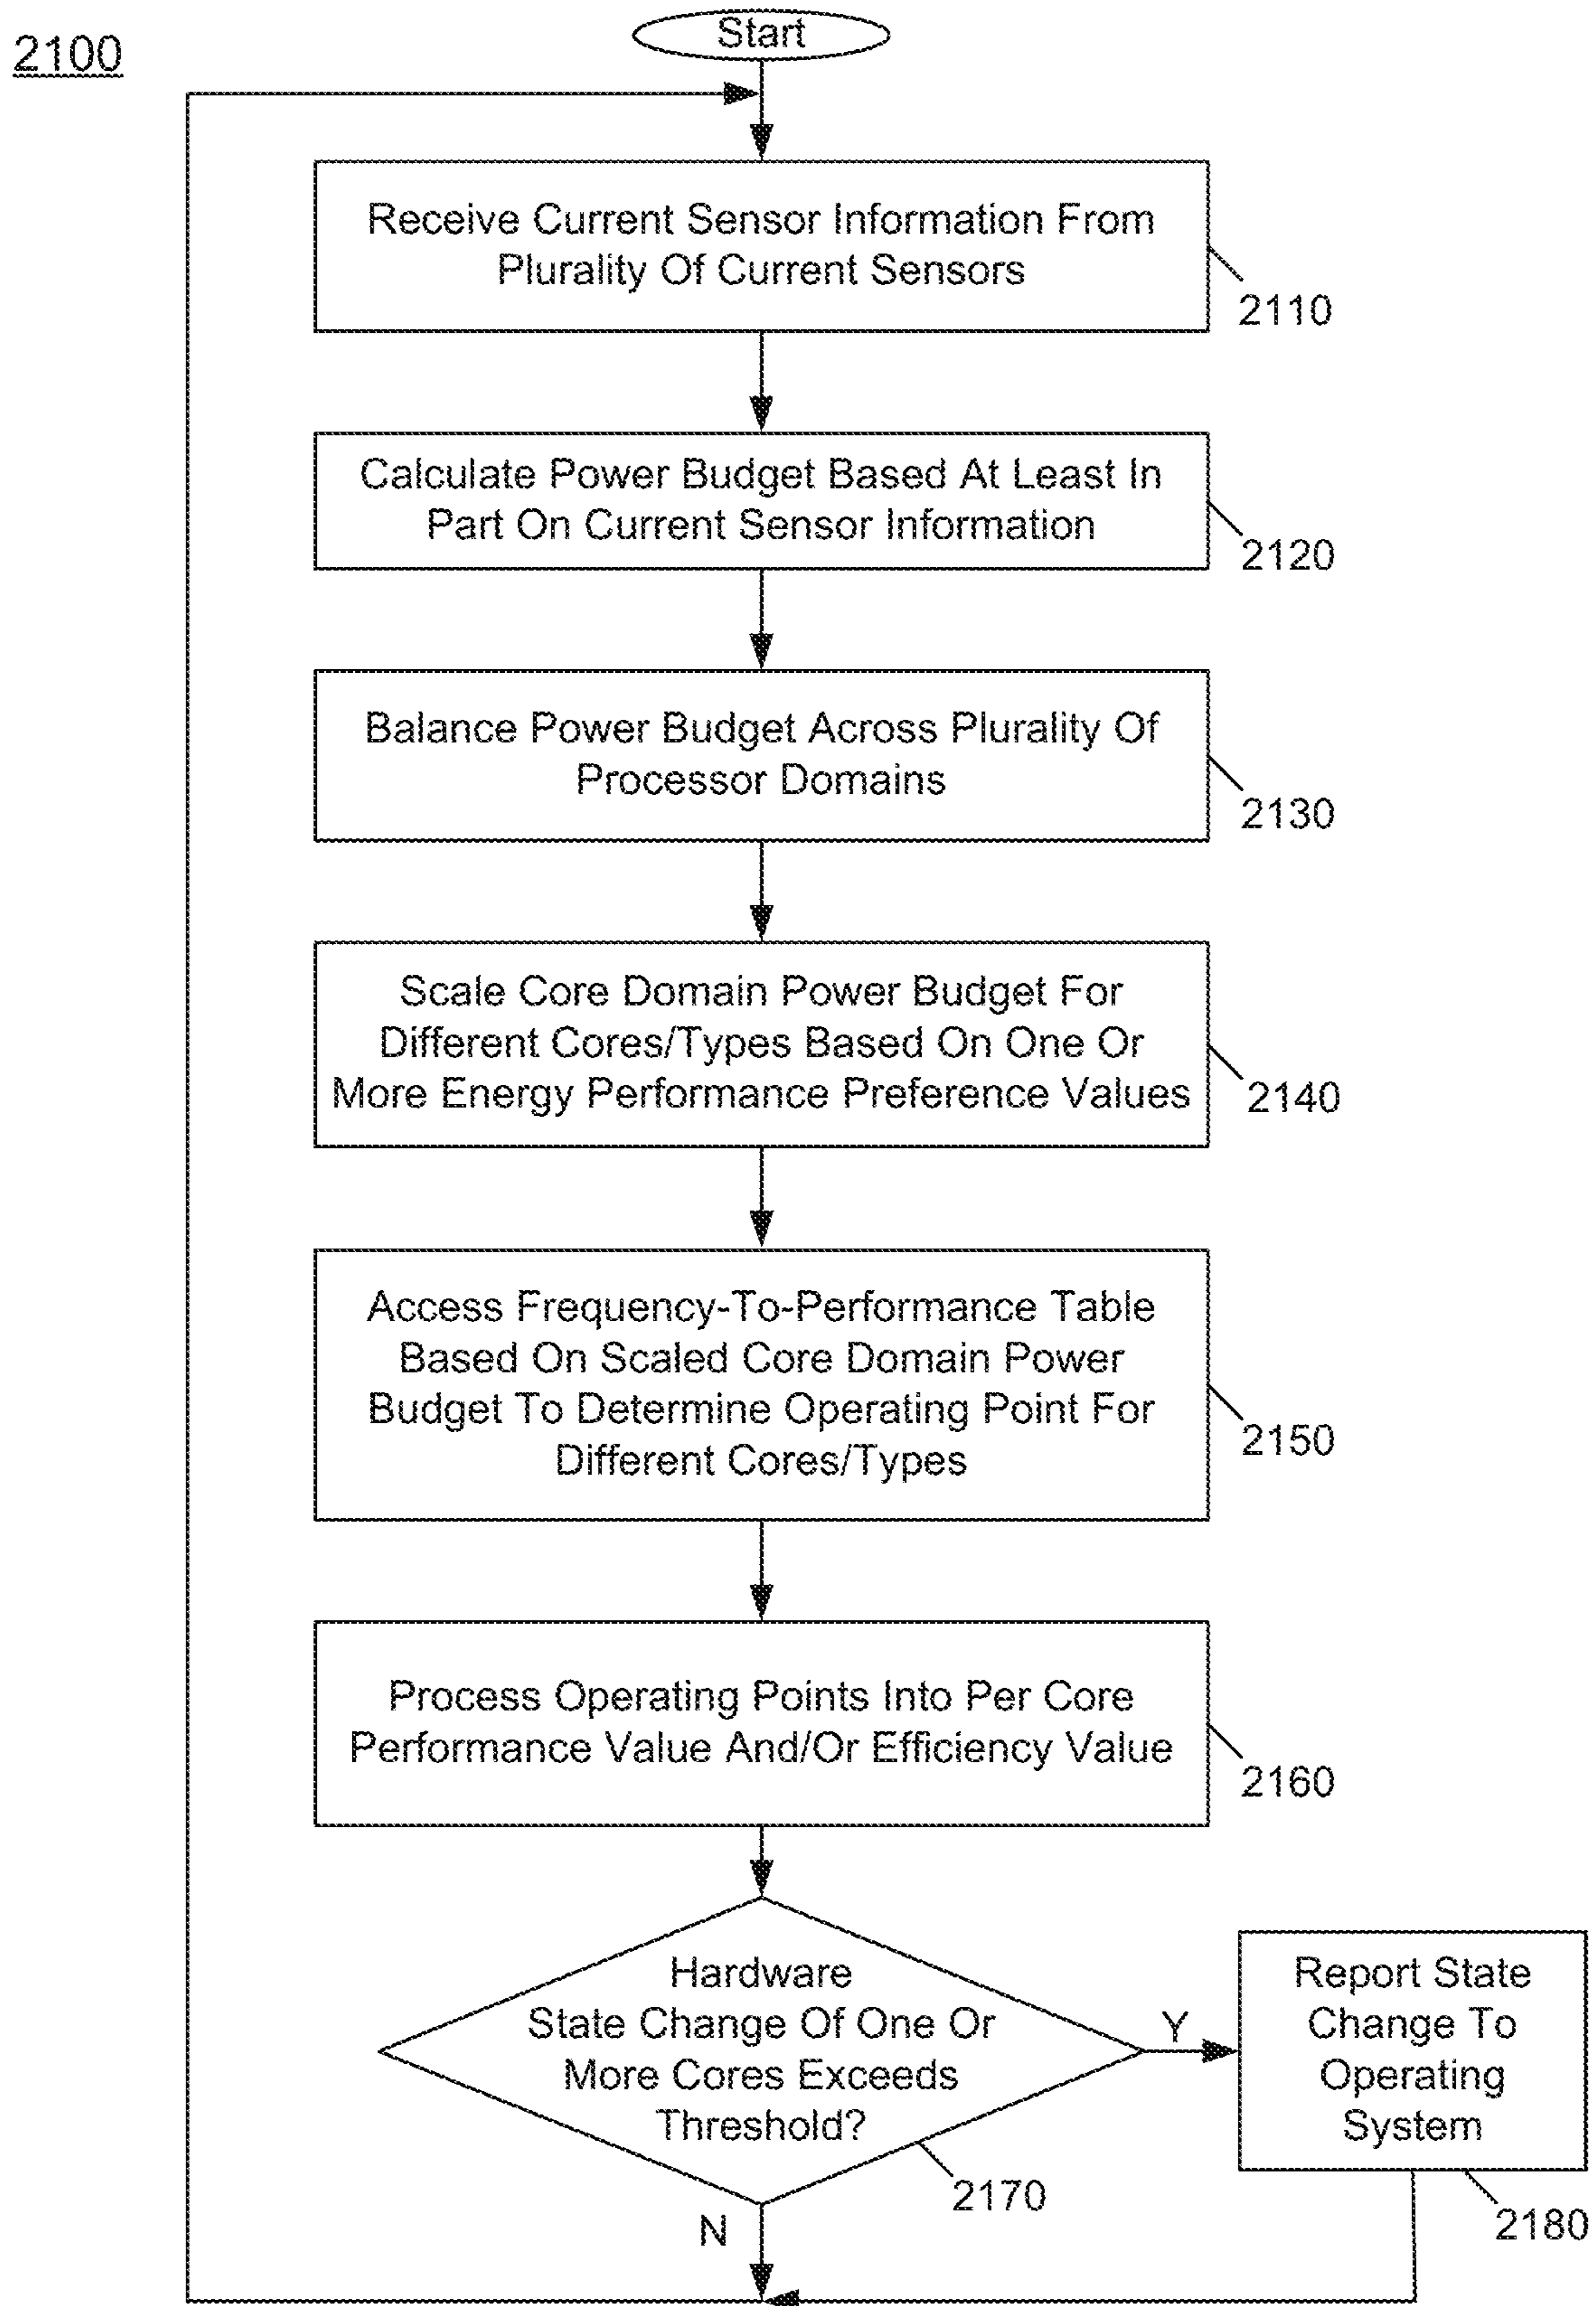 2100
Start
Receive Current Sensor Information From
Plurality Of Current Sensors
2110
Calculate Power Budget Based At Least In
Part On Current Sensor Information
2120
Balance Power Budget Across Plurality Of
Processor Domains
2130
Scale Core Domain Power Budget For
Different Cores/Types Based On One Or
More Energy Performance Preference Values
2140
Access Frequency-To-Performance Table
Based On Scaled Core Domain Power
Budget To Determine Operating Point For
Different Cores/Types
2150
Process Operating Points Into Per Core
Performance Value And/Or Efficiency Value
2160
Hardware
State Change Of One Or
More Cores Exceeds
Threshold?
2170
Y
N
Report State
Change To
Operating
System
2180